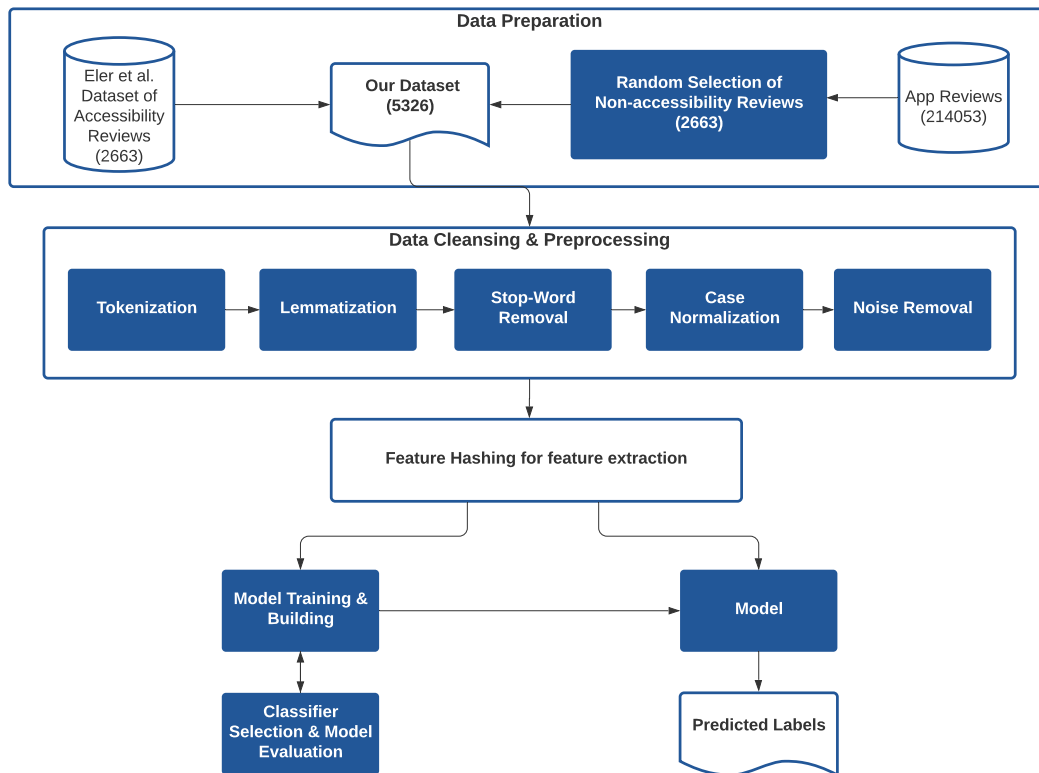 Data Preparation
Eler et al.
Dataset of
Accessibility
Reviews
(2663)
Our Dataset
(5326)
Random Selection of
Non-accessibility Reviews
(2663)
App Reviews
(214053)
Data Cleansing & Preprocessing
Tokenization
Lemmatization
Stop-Word
Removal
Case
Normalization
Noise Removal
Feature Hashing for feature extraction
Model Training &
Building
Model
Classifier
Selection & Model
Evaluation
Predicted Labels